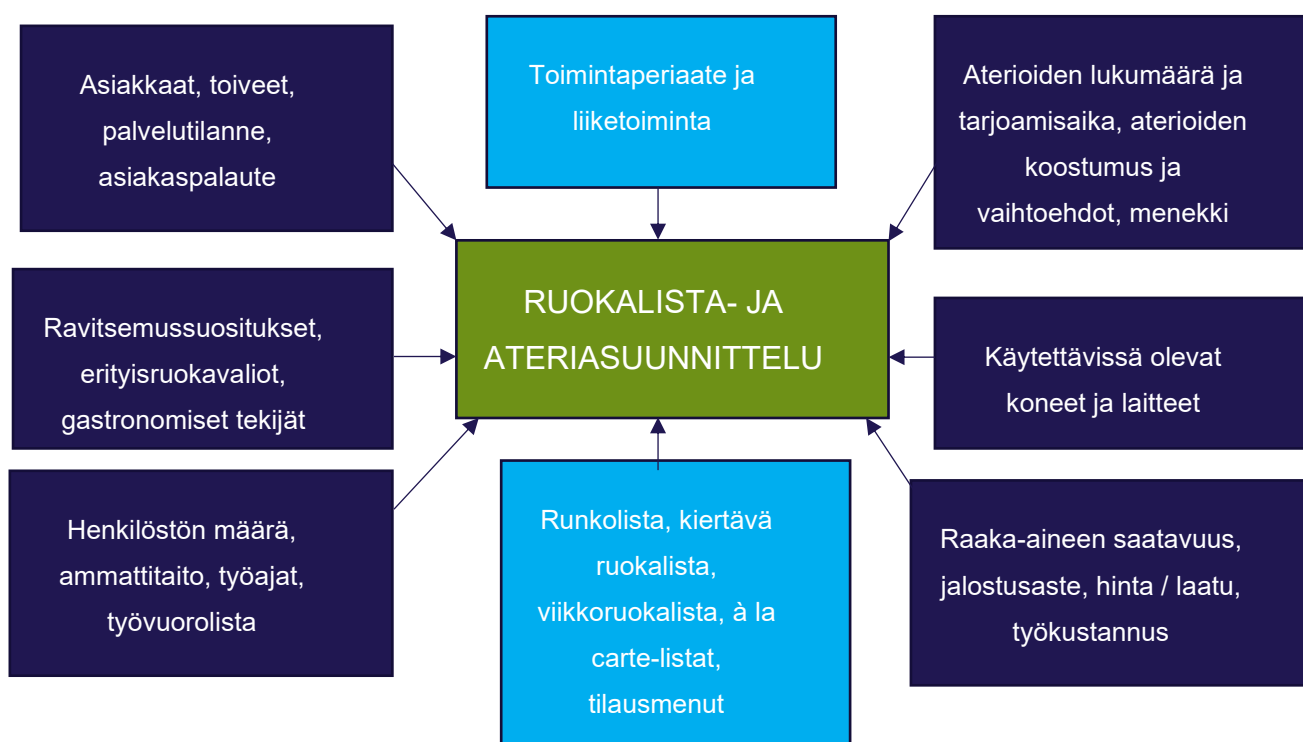 Asiakkaat, toiveet,
palvelutilanne,
asiakaspalaute
Toimintaperiaate ja
liiketoiminta
Aterioiden lukumäärä ja
tarjoamisaika, aterioiden
koostumus ja
vaihtoehdot, menekki
Ravitsemussuositukset,
erityisruokavaliot,
gastronomiset tekijät
RUOKALISTA- JA
ATERIASUUNNITTELU
Käytettävissä olevat
koneet ja laitteet
Henkilöstön määrä,
ammattitaito, työajat,
työvuorolista
Runkolista, kiertävä
ruokalista,
viikkoruokalista, à la
carte-listat,
tilausmenut
Raaka-aineen saatavuus,
jalostusaste, hinta / laatu,
työkustannus